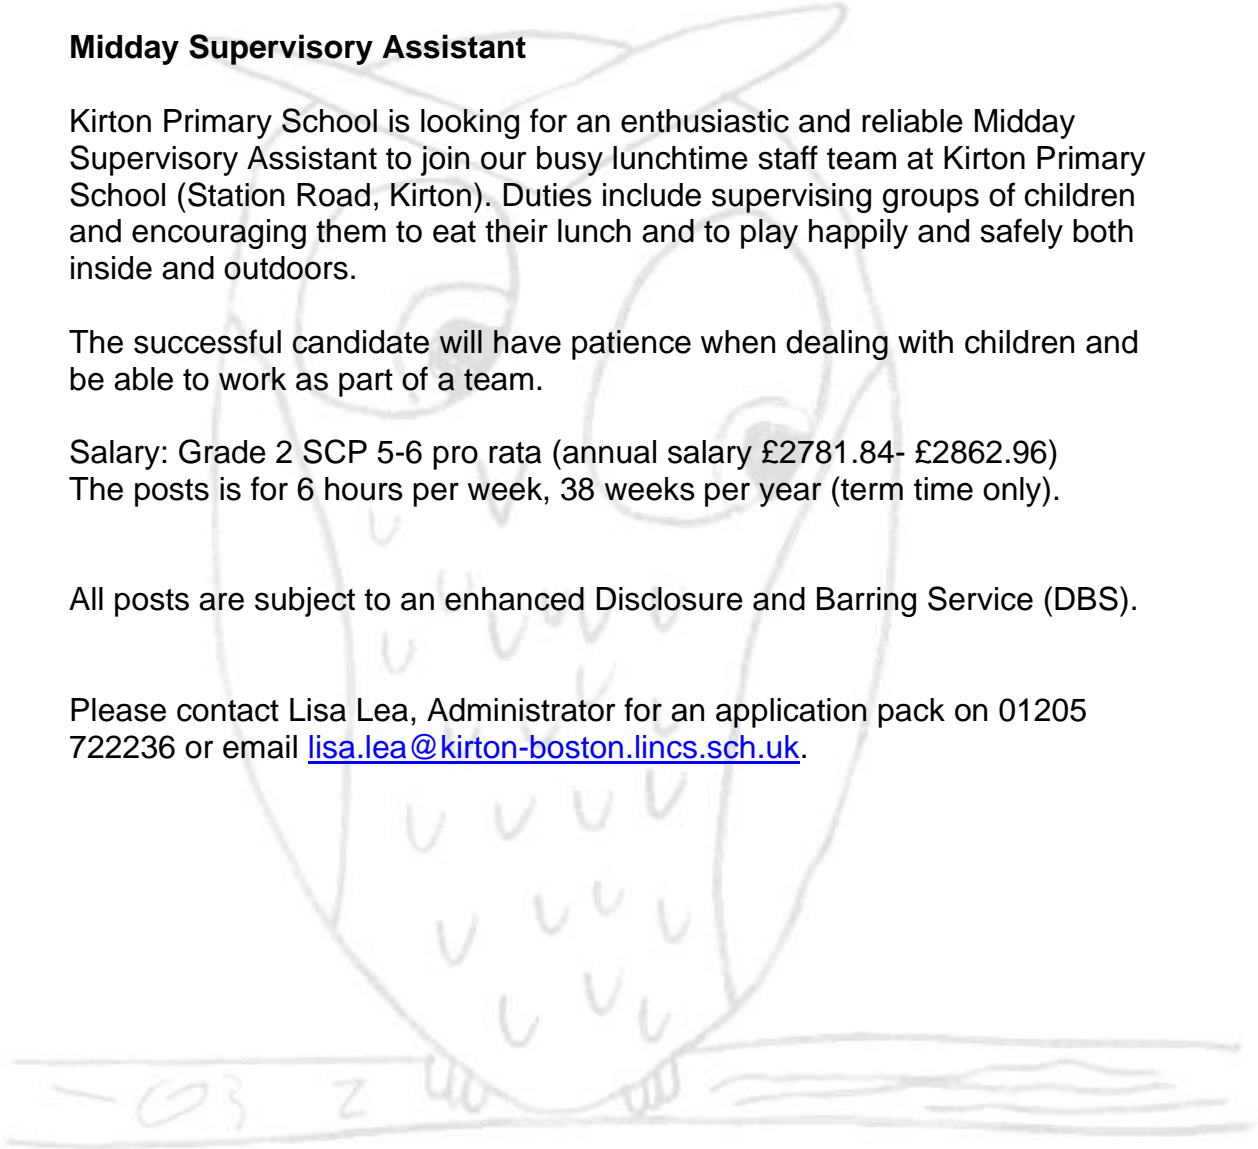 Midday Supervisory Assistant
Kirton Primary School is looking for an enthusiastic and reliable Midday
Supervisory Assistant to join our busy lunchtime staff team at Kirton Primary
School (Station Road, Kirton). Duties include supervising groups of children
and encouraging them to eat their lunch and to play happily and safely both
inside and outdoors.
The successful candidate will have patience when dealing with children and
be able to work as part of a team.
Salary: Grade 2 SCP 5-6 pro rata (annual salary £2781.84- £2862.96)
The posts is for 6 hours per week, 38 weeks per year (term time only).
All posts are subject to an enhanced Disclosure and Barring Service (DBS).
Please contact Lisa Lea, Administrator for an application pack on 01205
722236 or email lisa.lea@kirton-boston.lincs.sch.uk.